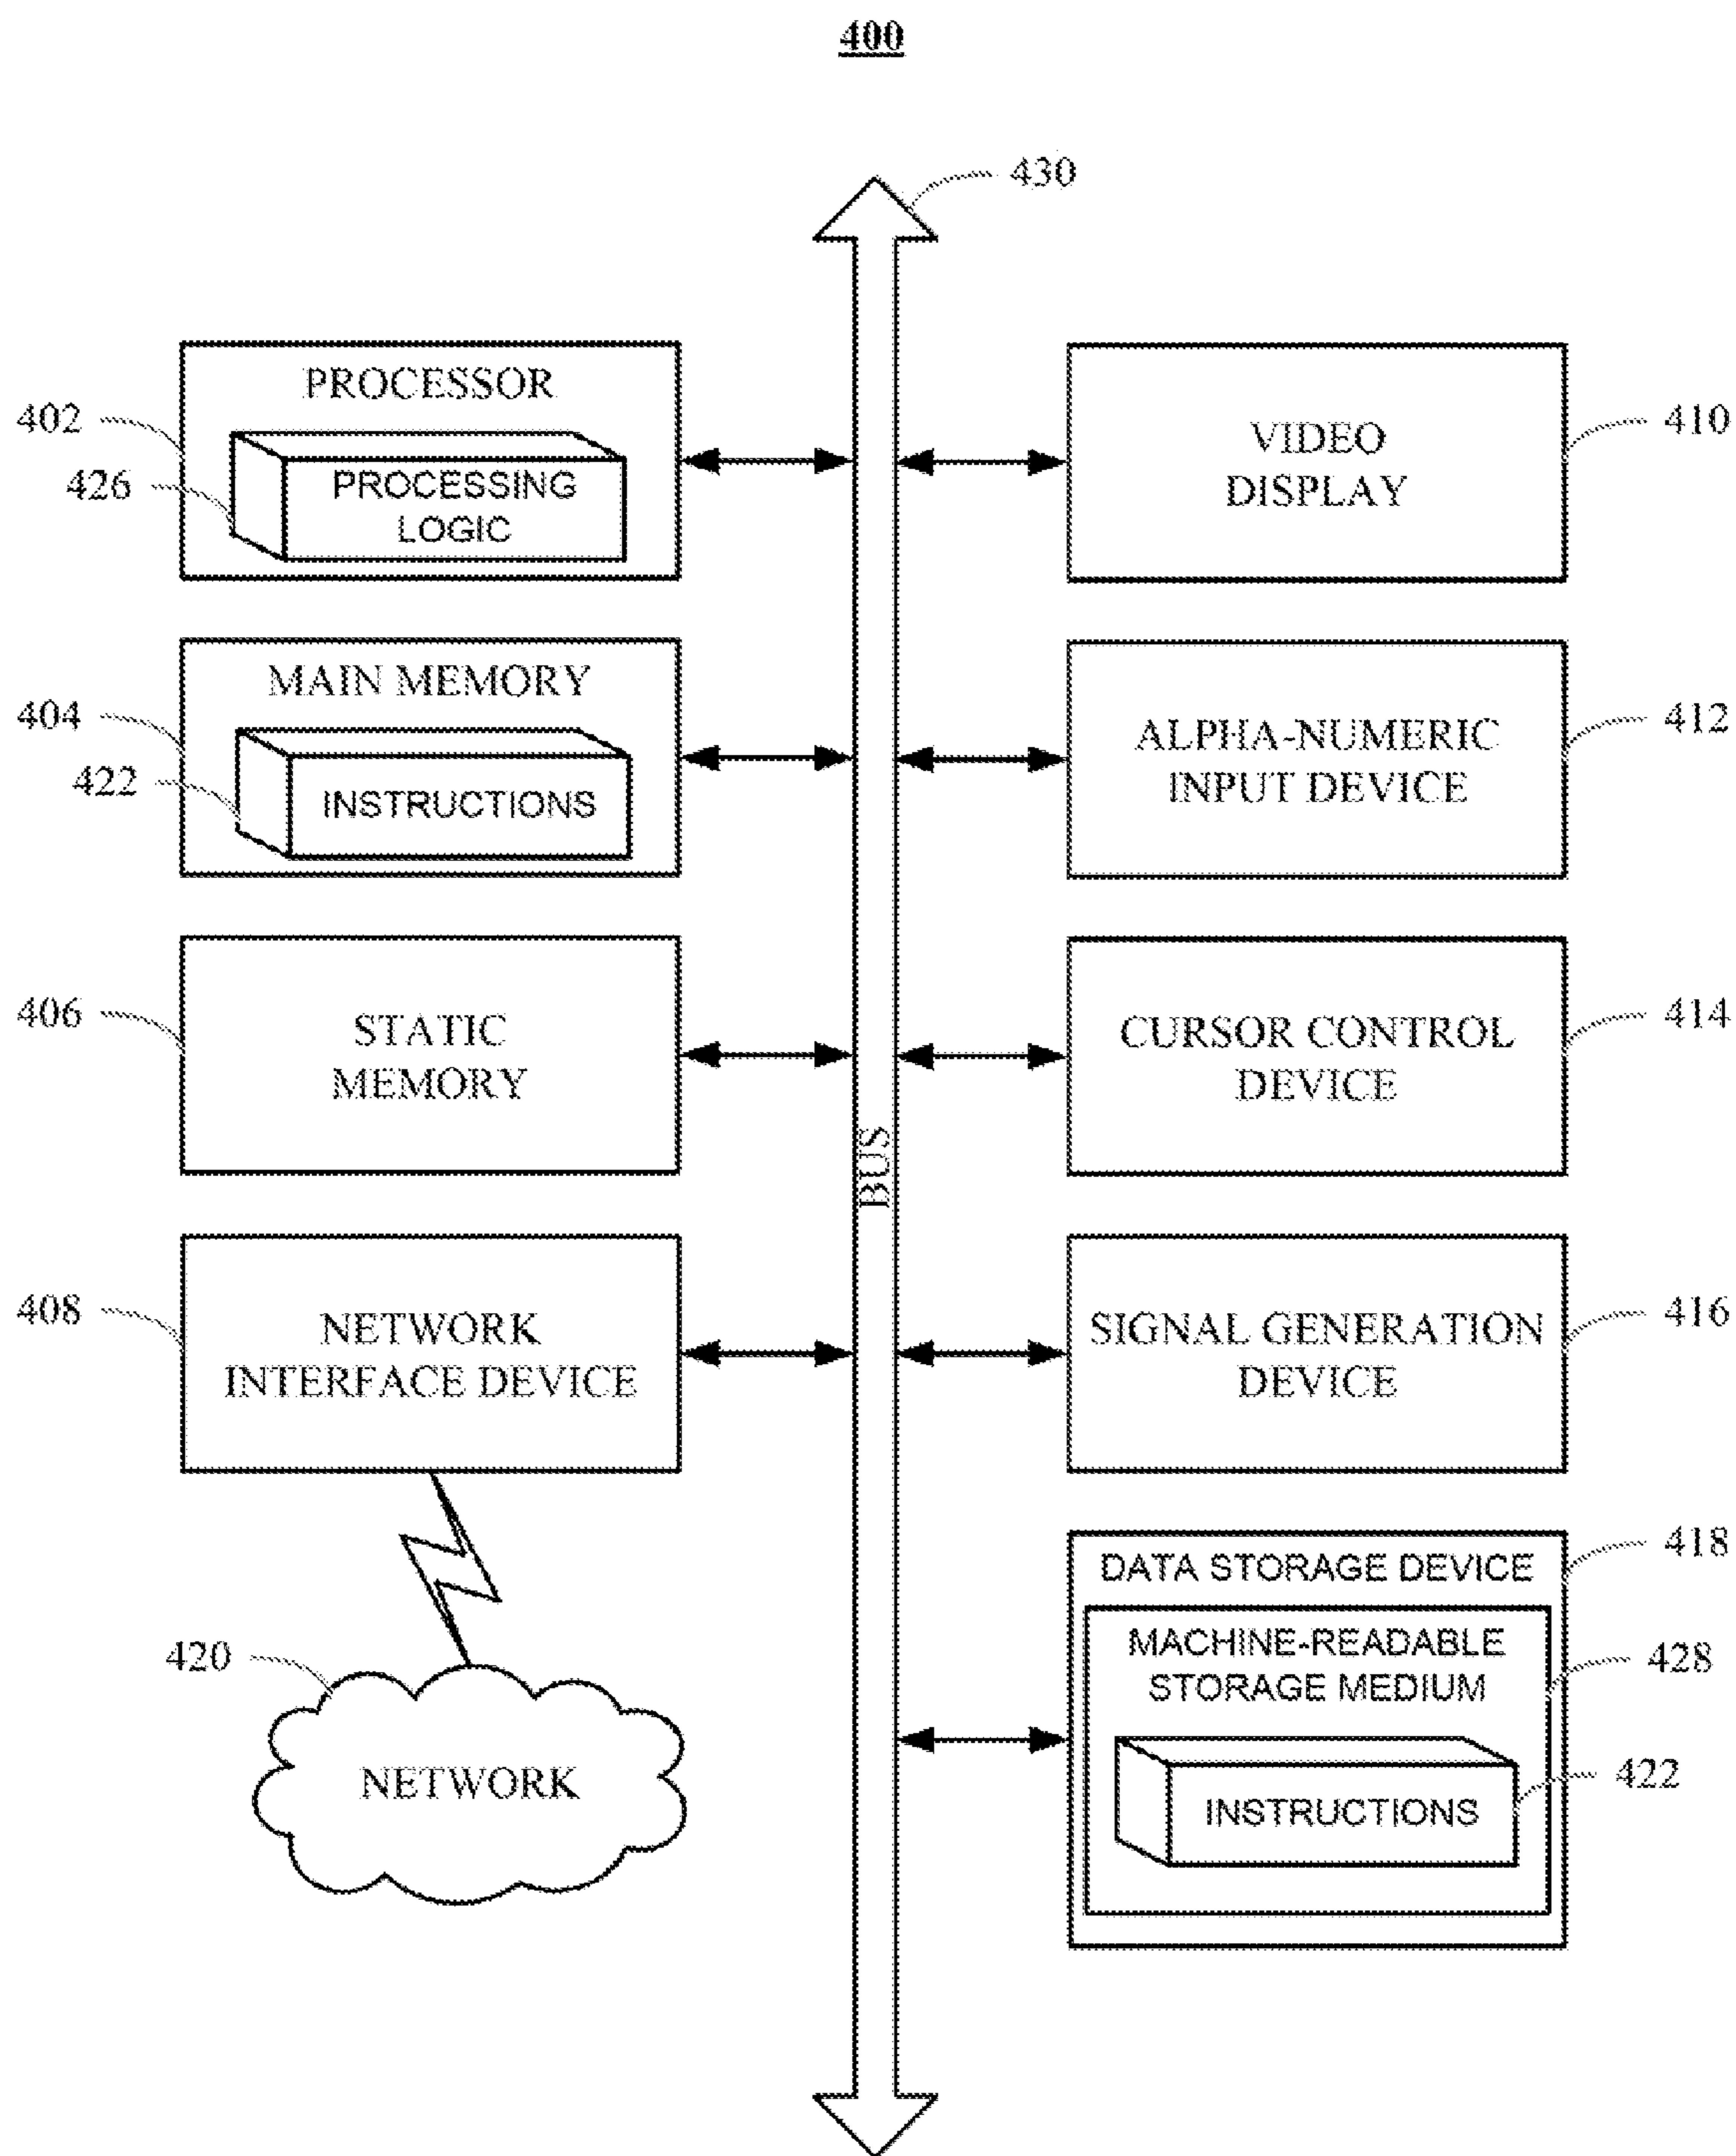 400
430
PROCESSOR
402
426
PROCESSING
LOGIC
MAIN MEMORY
404
422
INSTRUCTIONS
406
STATIC
MEMORY
408
NETWORK
INTERFACE DEVICE
420
NETWORK
BUS
VIDEO
DISPLAY
410
ALPHA-NUMERIC
INPUT DEVICE
412
CURSOR CONTROL
DEVICE
414
SIGNAL GENERATION
DEVICE
416
418
DATA STORAGE DEVICE
MACHINE-READABLE
STORAGE MEDIUM
428
INSTRUCTIONS
422